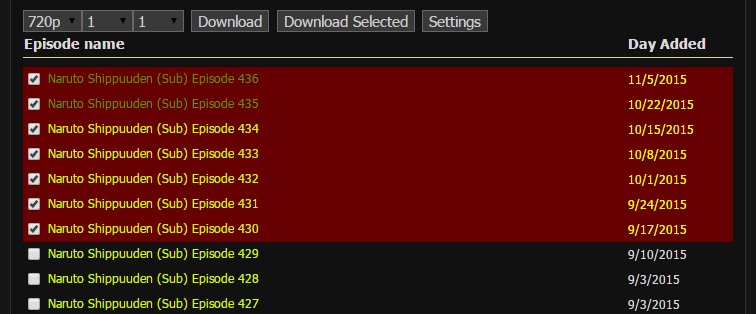 720p 1 1 Download Download Selected Settings
Episode name Day Added
Naruto Shippuuden (Sub) Episode 436 11/5/2015
Naruto Shippuuden (Sub) Episode 435 10/22/2015
Naruto Shippuuden (Sub) Episode 434 10/15/2015
Naruto Shippuuden (Sub) Episode 433 10/8/2015
Naruto Shippuuden (Sub) Episode 432 10/1/2015
Naruto Shippuuden (Sub) Episode 431 9/24/2015
Naruto Shippuuden (Sub) Episode 430 9/17/2015
Naruto Shippuuden (Sub) Episode 429 9/10/2015
Naruto Shippuuden (Sub) Episode 428 9/3/2015
Naruto Shippuuden (Sub) Episode 427 9/3/2015